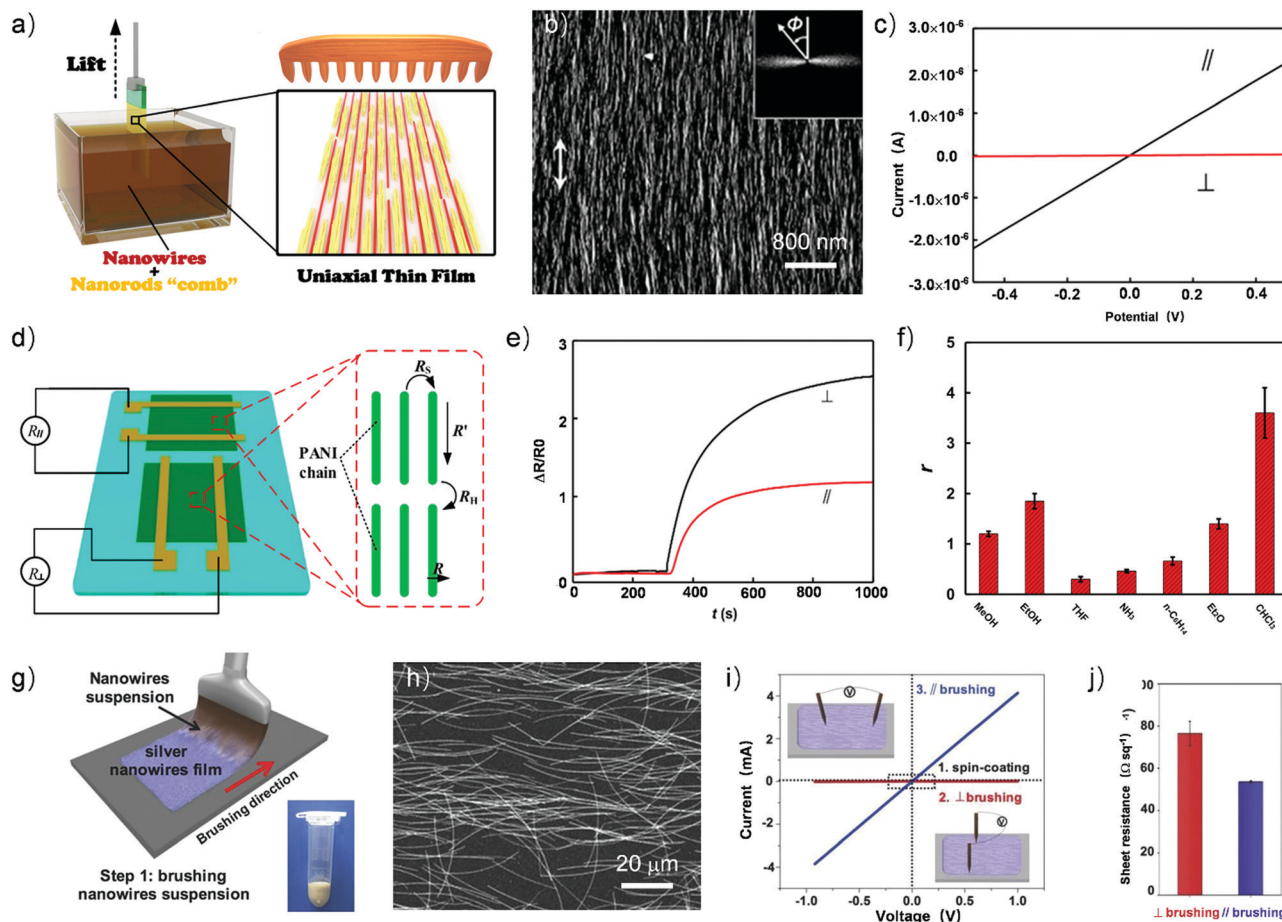 a)
Lift
Nanowires
+
Nanorods “comb”
Uniaxial Thin Film
b)
Φ
800 nm
c)
Current (A)
3.0×10⁻⁶
2.0×10⁻⁶
1.0×10⁻⁶
0.0
-1.0×10⁻⁶
-2.0×10⁻⁶
-3.0×10⁻⁶
//
⊥
-0.4
-0.2
0.0
0.2
0.4
Potential (V)
d)
R//
R⊥
PANI
chain
RS
R'
RH
R
e)
ΔR/R0
3
2
1
0
⊥
//
0 200 400 600 800 1000
t (s)
f)
r
5
4
3
2
1
0
MeOH
EtOH
THF
NH₃
n-C₆H₁₄
Et₂O
CHCl₃
g)
Nanowires
suspension
silver
nanowires film
Brushing direction
Step 1: brushing
nanowires suspension
h)
20 μm
i)
Current (mA)
4
2
0
-2
-4
V
3. // brushing
1. spin-coating
2. ⊥ brushing
V
-1.0 -0.5 0.0 0.5 1.0
Voltage (V)
j)
Sheet resistance (Ω sq⁻¹)
-1)
80
60
40
20
⊥ brushing // brushing